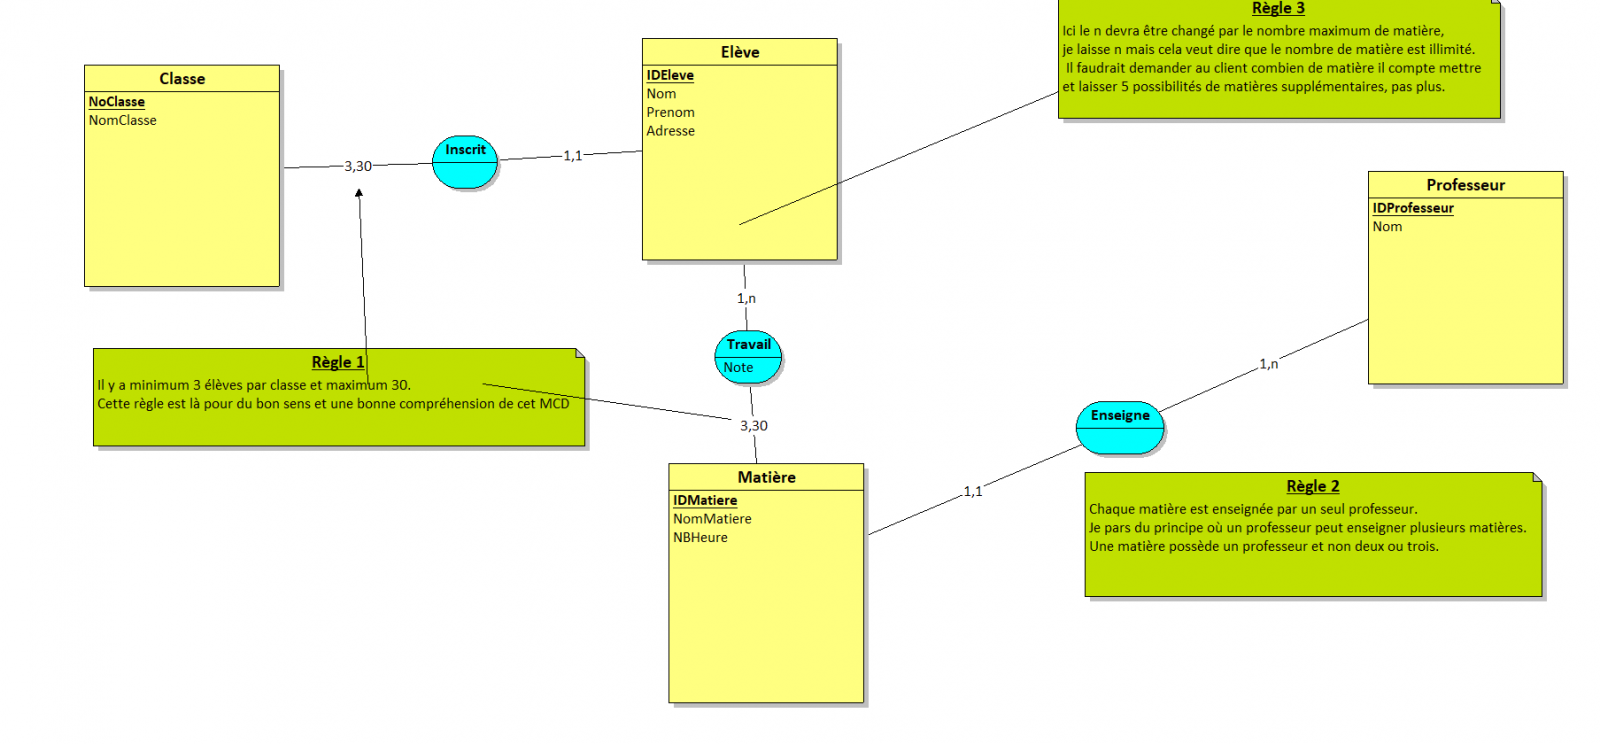 Règle 3
Ici le n devra être changé par le nombre maximum de matière,
je laisse n mais cela veut dire que le nombre de matière est illimité.
Il faudrait demander au client combien de matière il compte mettre
et laisser 5 possibilités de matières supplémentaires, pas plus.
Elève
IDEleve
Nom
Prenom
Adresse
Classe
NoClasse
NomClasse
Inscrit
3,30
1,1
Professeur
IDProfesseur
Nom
1,n
Travail
Note
3,30
Règle 1
Il y a minimum 3 élèves par classe et maximum 30.
Cette règle est là pour du bon sens et une bonne compréhension de cet MCD
1,n
Enseigne
1,1
Matière
IDMatiere
NomMatiere
NBHeure
Règle 2
Chaque matière est enseignée par un seul professeur.
Je pars du principe où un professeur peut enseigner plusieurs matières.
Une matière possède un professeur et non deux ou trois.